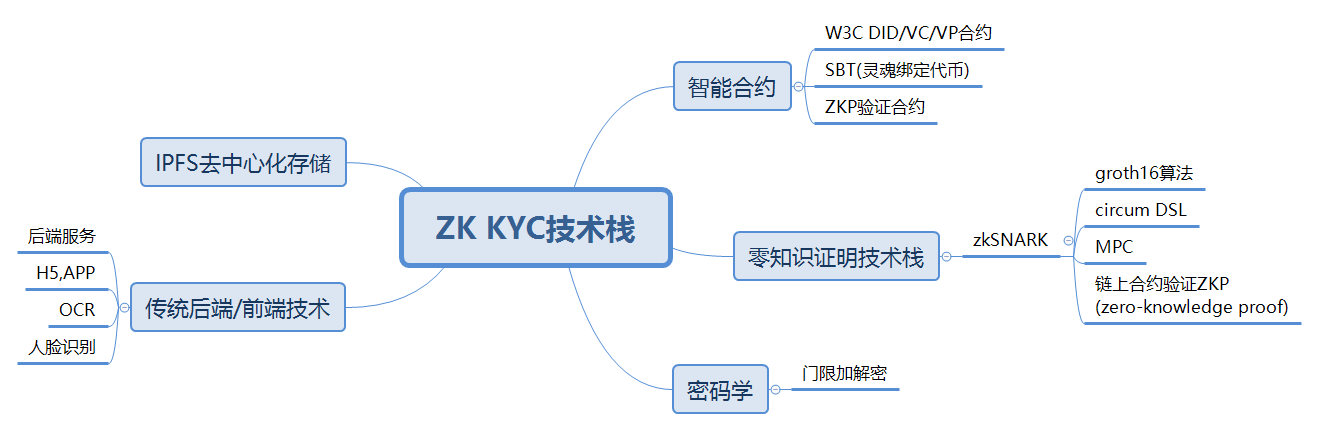 ZK KYC技术栈
智能合约
W3C DID/VC/VP合约
SBT(灵魂绑定代币)
ZKP验证合约
零知识证明技术栈
zkSNARK
groth16算法
circum DSL
MPC
链上合约验证ZKP
(zero-knowledge proof)
密码学
门限加解密
IPFS去中心化存储
传统后端/前端技术
后端服务
H5,APP
OCR
人脸识别